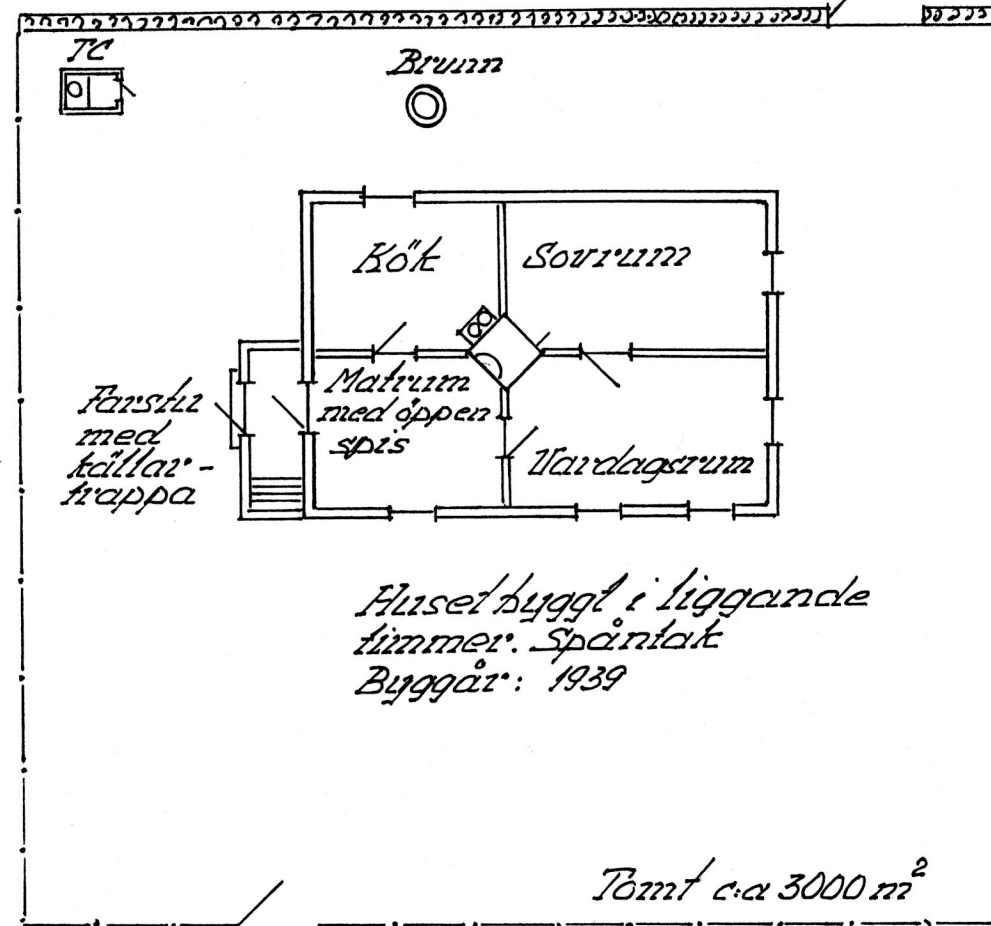 TC
Brunn
Kök
Sovrum
Farstu
med
källar-
trappa
Matrum
med öppen
spis
Vardagsrum
Huset byggt i liggande
timmer. Spåntak
Byggår: 1939
Tomt c:a 3000 m²